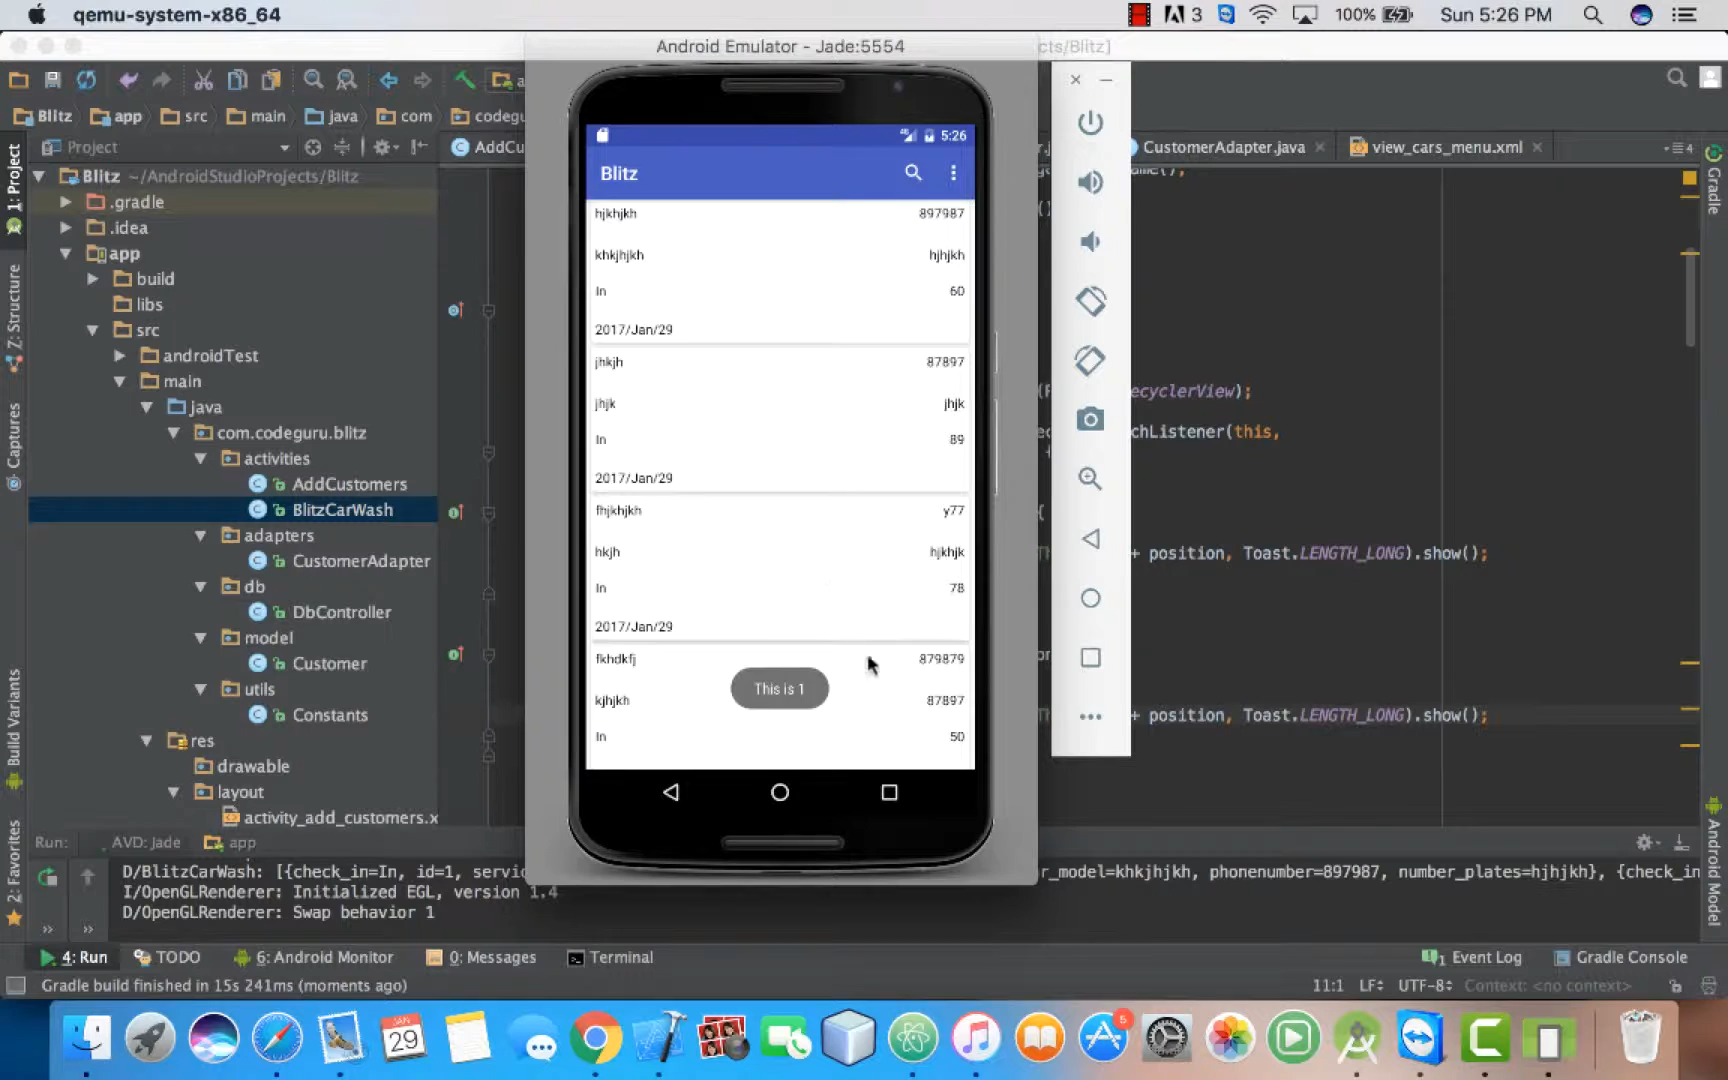 qemu-system-x86_64
3
100%
Sun 5:26 PM
Android Emulator - Jade:5554
cts/Blitz]
Blitz
app
src
main
java
com
codegu
Project
AddCu
r.j
CustomerAdapter.java
view_cars_menu.xml
4
Blitz ~/AndroidStudioProjects/Blitz
.gradle
.idea
app
build
libs
src
androidTest
main
java
com.codeguru.blitz
activities
AddCustomers
BlitzCarWash
adapters
CustomerAdapter
db
DbController
model
Customer
utils
Constants
res
drawable
layout
activity_add_customers.x
1: Project
Z: Structure
Captures
Build Variants
2: Favorites
5:26
Blitz
hjkhjkh 897987
khkjhjkh hjhjkh
In 60
2017/Jan/29
jhkjh 87897
jhjk jhjk
In 89
2017/Jan/29
fhjkhjkh y77
hkjh hjkhjk
In 78
2017/Jan/29
fkhdkfj 879879
This is 1
kjhjkh 87897
In 50
ecyclerView);
chListener(this,
{
+ position, Toast.LENGTH_LONG).show();
+ position, Toast.LENGTH_LONG).show();
Gradle
Android Model
Run: AVD: Jade app
D/BlitzCarWash: [{check_in=In, id=1, servic
r_model=khkjhjkh, phonenumber=897987, number_plates=hjhjkh}, {check_in
I/OpenGLRenderer: Initialized EGL, version 1.4
D/OpenGLRenderer: Swap behavior 1
4: Run
TODO
6: Android Monitor
0: Messages
Terminal
1 Event Log
Gradle Console
Gradle build finished in 15s 241ms (moments ago)
11:1 LF÷ UTF-8÷ Context: <no context>
JAN
29
5